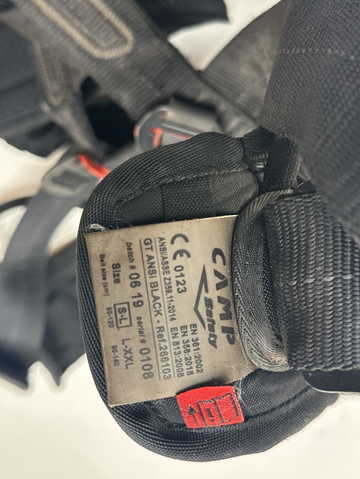 CAMP
Safety
CE 0123
EN 361:2002
EN 358:2018
EN 813:2008
ANSI/ASSE Z359.11-2014
GT ANSI BLACK - Ref.266103
batch # 06 19 serial # 0108
Size S-L L-XXL
Belt size (cm) 80-120 90-140